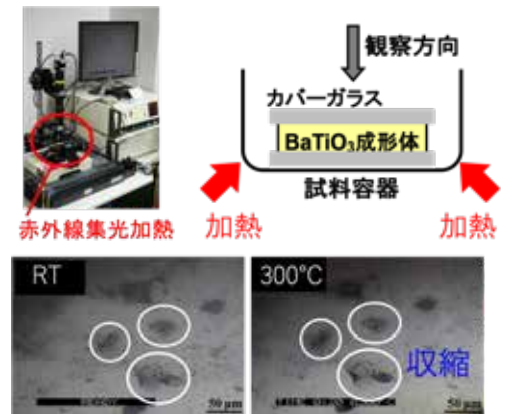 観察方向
カバーガラス
BaTiO₃成形体
試料容器
赤外線集光加熱
加熱
加熱
RT
300℃
収縮
50 μm
50 μm